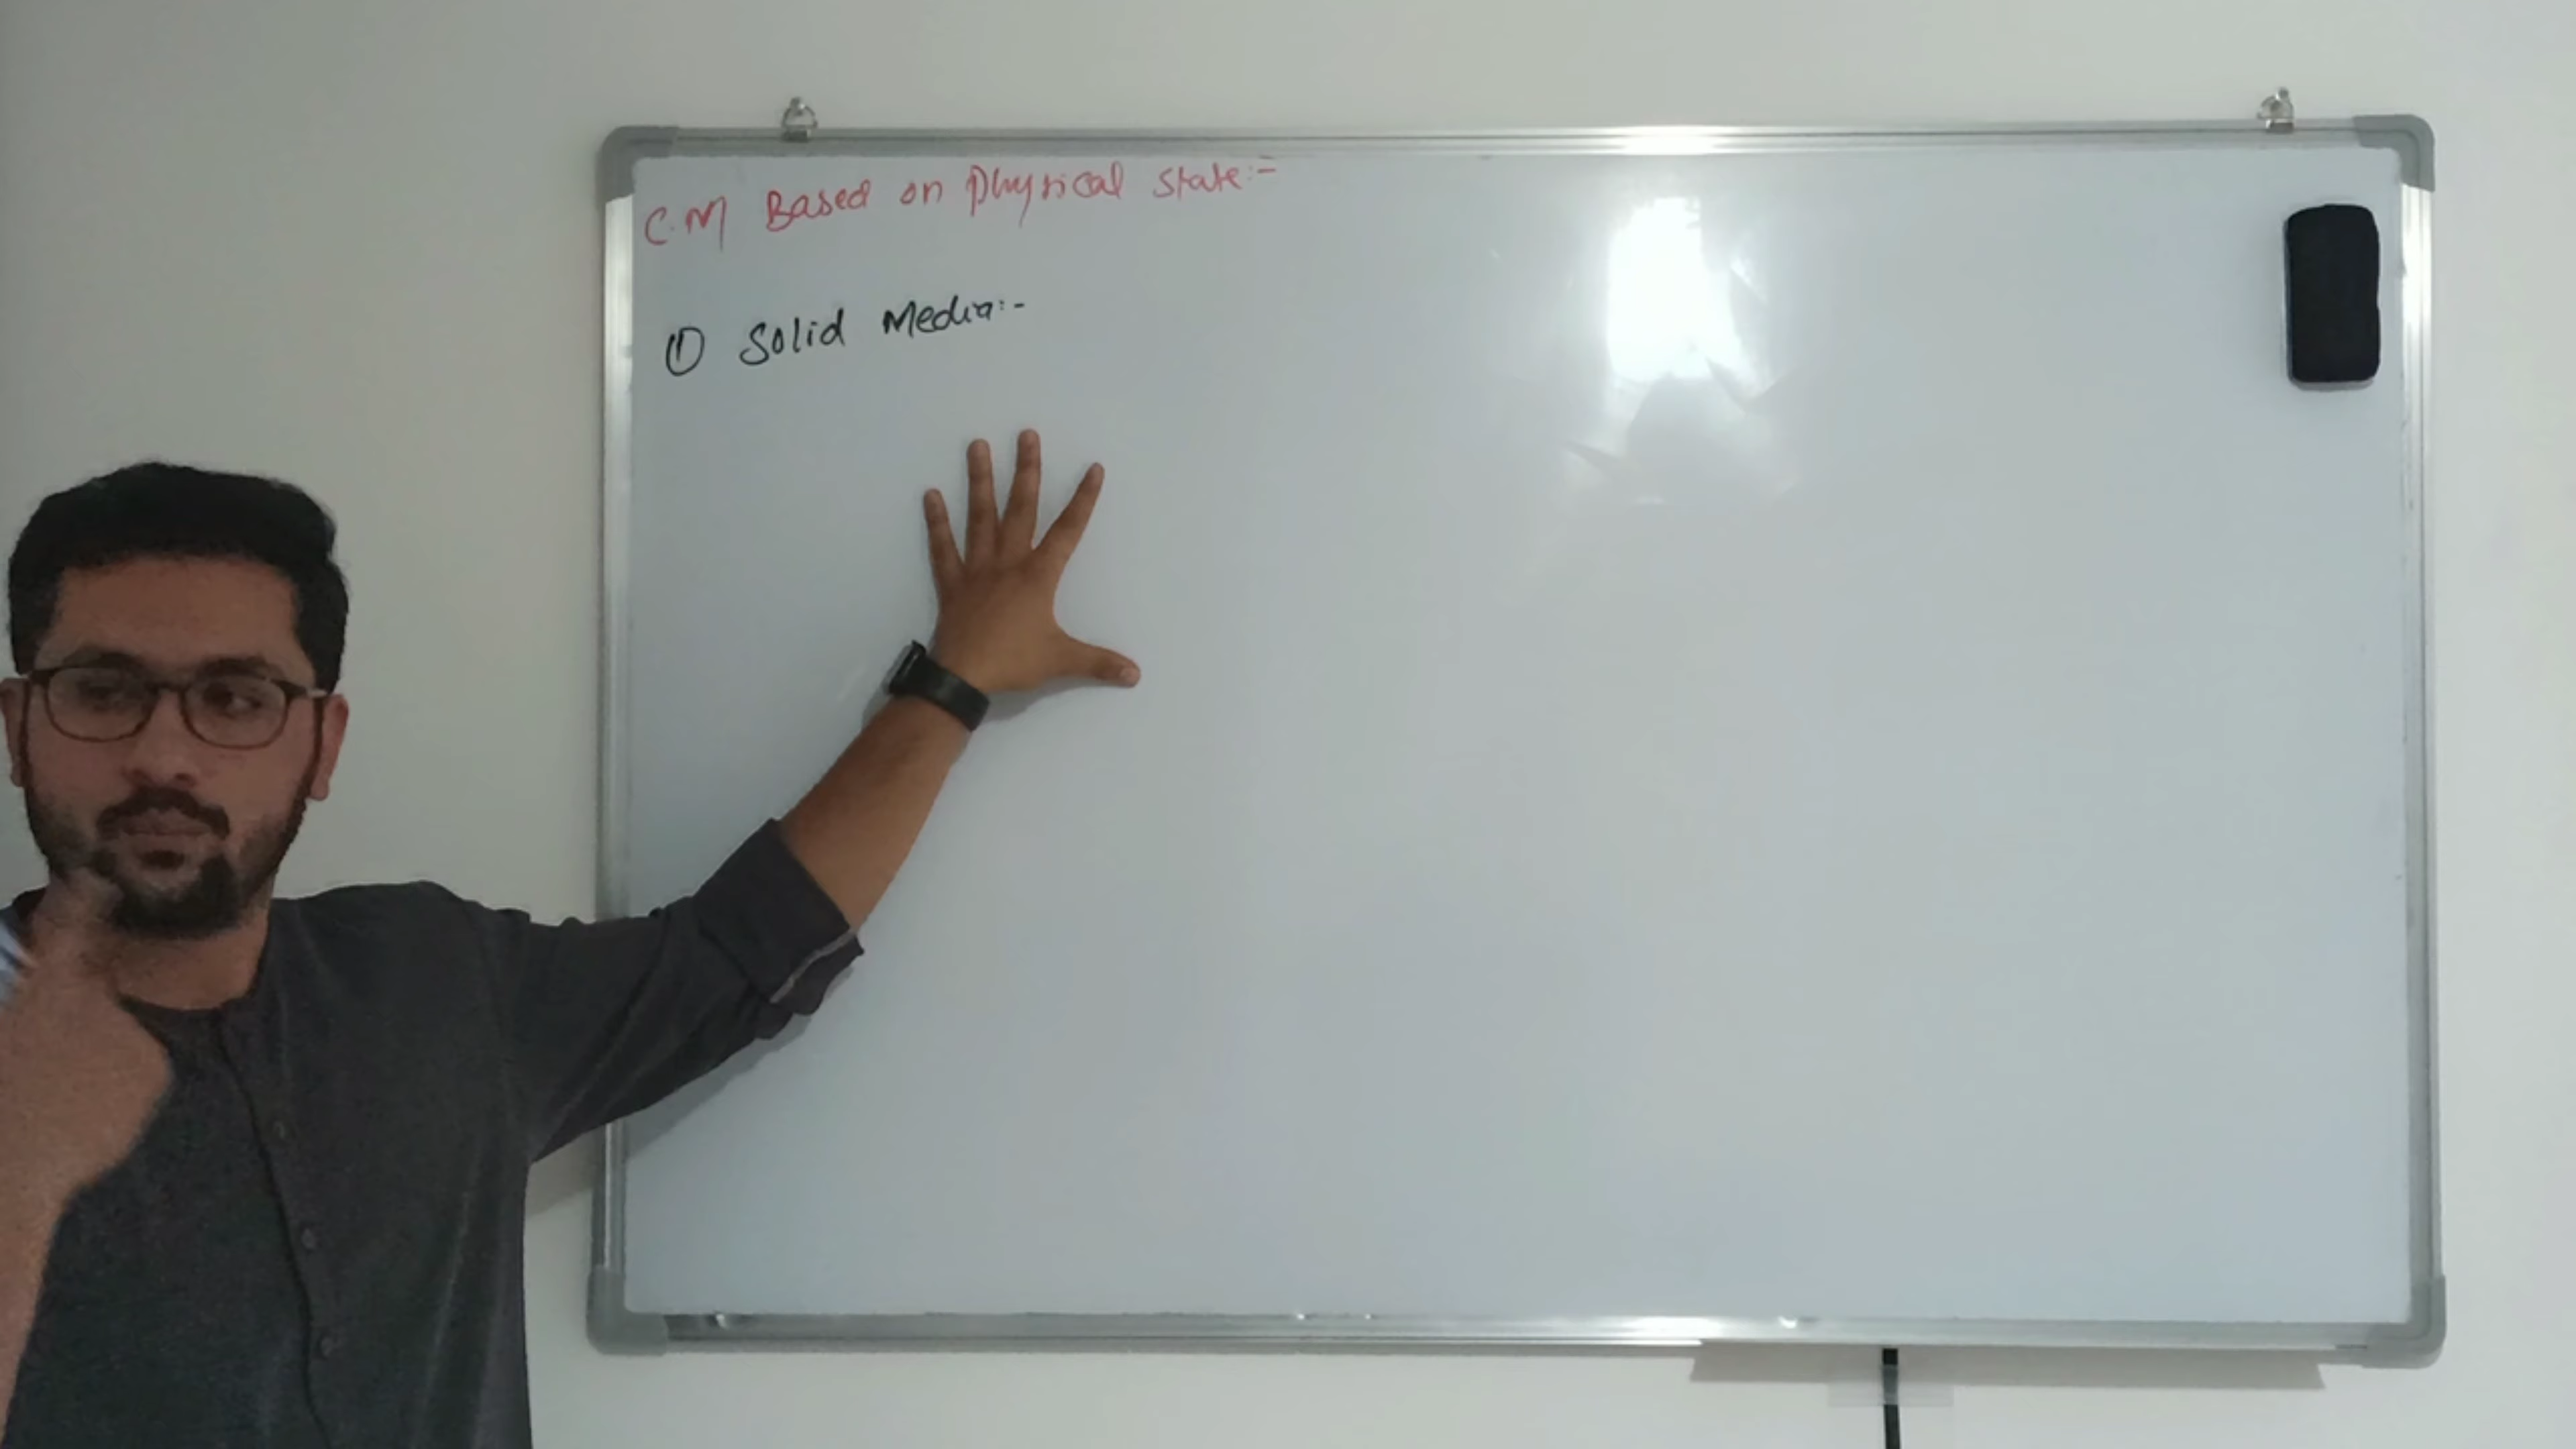 C.M Based on Physical State:-
① Solid Media:-